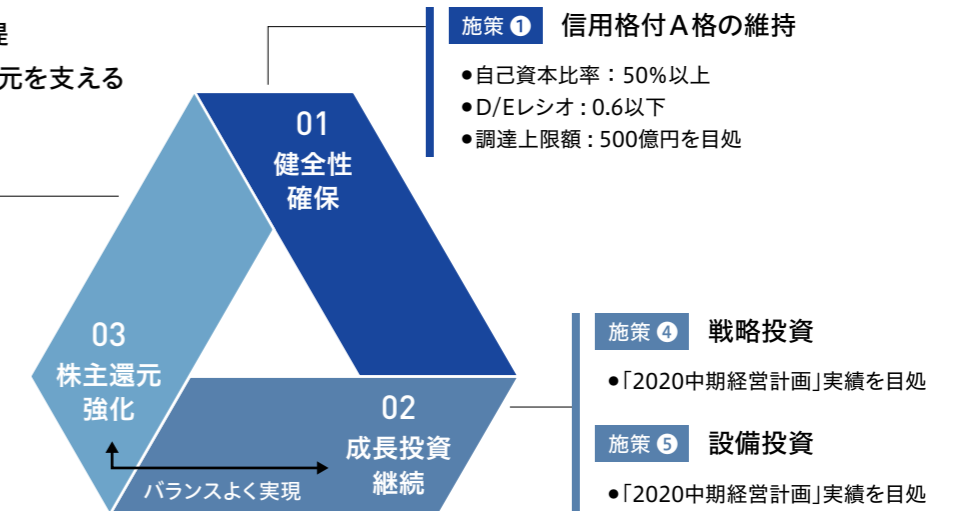 元を支える
施策 ❶ 信用格付A格の維持
●自己資本比率：50%以上
●D/Eレシオ：0.6以下
●調達上限額：500億円を目処
01
健全性
確保
03
株主還元
強化
02
成長投資
継続
バランスよく実現
施策 ❹ 戦略投資
●「2020中期経営計画」実績を目処
施策 ❺ 設備投資
●「2020中期経営計画」実績を目処